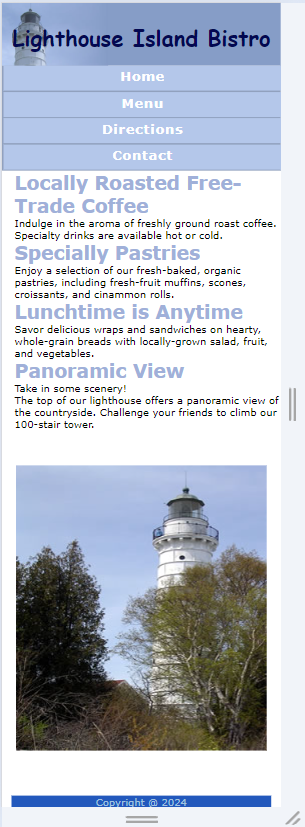 Lighthouse Island Bistro
Home
Menu
Directions
Contact
Locally Roasted Free-
Trade Coffee
Indulge in the aroma of freshly ground roast coffee.
Specialty drinks are available hot or cold.
Specially Pastries
Enjoy a selection of our fresh-baked, organic
pastries, including fresh-fruit muffins, scones,
croissants, and cinammon rolls.
Lunchtime is Anytime
Savor delicious wraps and sandwiches on hearty,
whole-grain breads with locally-grown salad, fruit,
and vegetables.
Panoramic View
Take in some scenery!
The top of our lighthouse offers a panoramic view of
the countryside. Challenge your friends to climb our
100-stair tower.
Copyright @ 2024